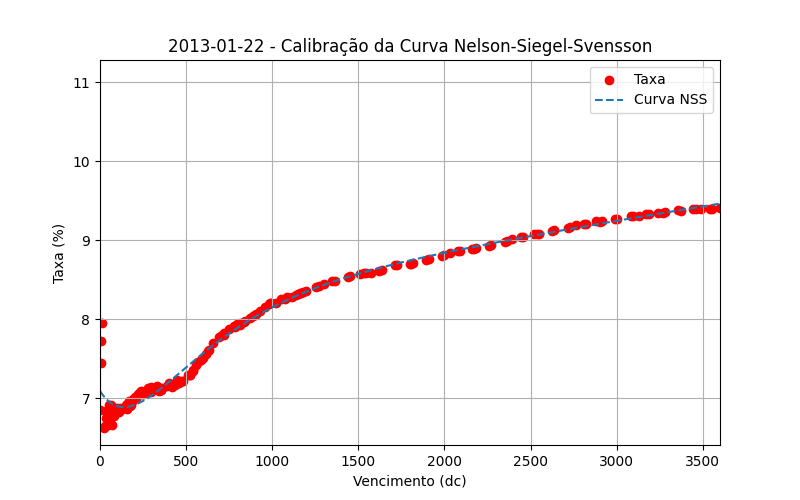 2013-01-22 - Calibração da Curva Nelson-Siegel-Svensson
Taxa
Curva NSS
Taxa (%)
11
10
9
8
7
0 500 1000 1500 2000 2500 3000 3500
Vencimento (dc)